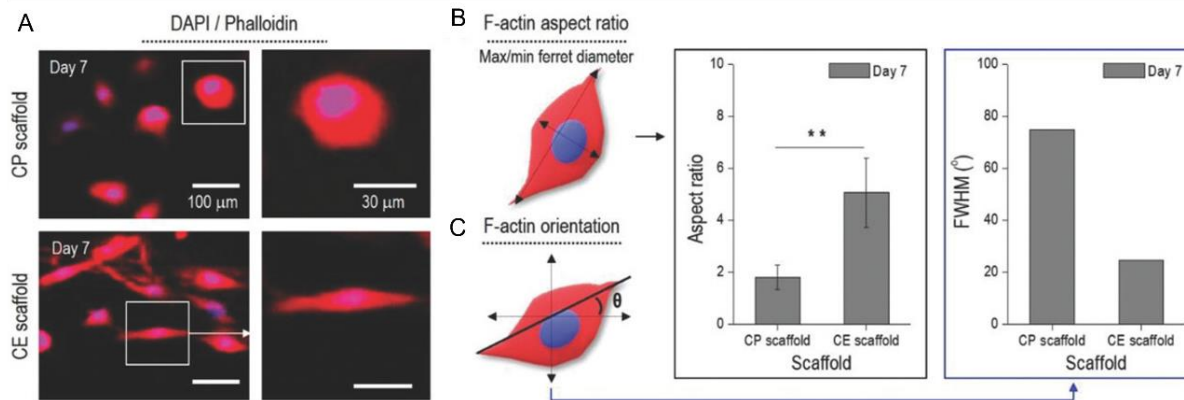 A
DAPI / Phalloidin
CP scaffold
Day 7
100 μm
30 μm
CE scaffold
Day 7
B
F-actin aspect ratio
Max/min ferret diameter
C
F-actin orientation
θ
Aspect ratio
10
8
6
4
2
0
Day 7
**
CP scaffold CE scaffold
Scaffold
FWHM (°)
100
80
60
40
20
0
Day 7
CP scaffold CE scaffold
Scaffold